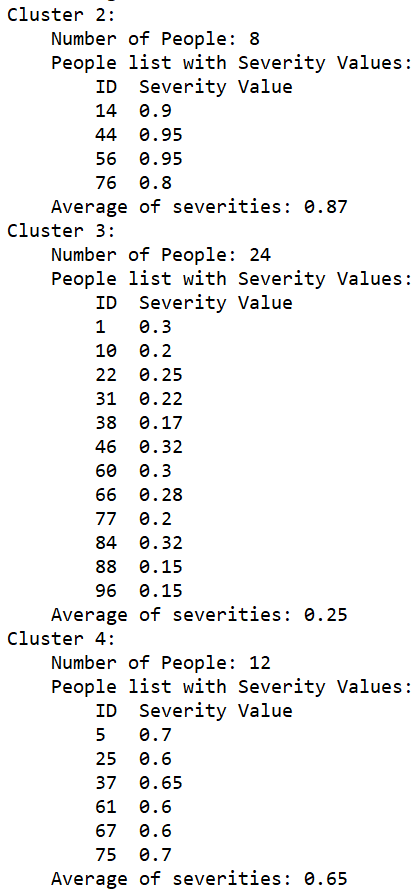 Cluster 2:
Number of People: 8
People list with Severity Values:
ID Severity Value
14 0.9
44 0.95
56 0.95
76 0.8
Average of severities: 0.87
Cluster 3:
Number of People: 24
People list with Severity Values:
ID Severity Value
1 0.3
10 0.2
22 0.25
31 0.22
38 0.17
46 0.32
60 0.3
66 0.28
77 0.2
84 0.32
88 0.15
96 0.15
Average of severities: 0.25
Cluster 4:
Number of People: 12
People list with Severity Values:
ID Severity Value
5 0.7
25 0.6
37 0.65
61 0.6
67 0.6
75 0.7
Average of severities: 0.65